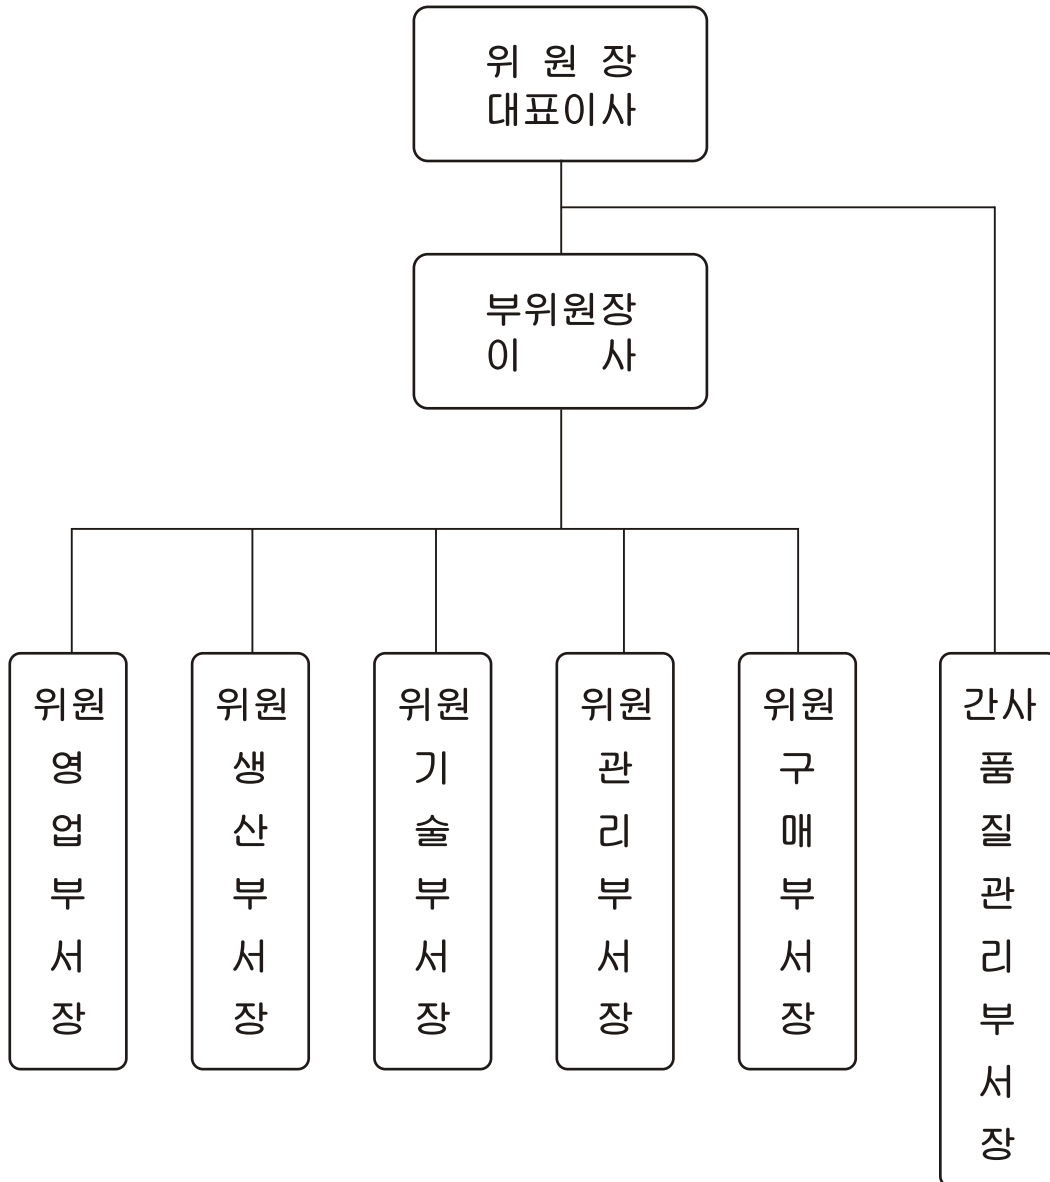 위 원 장
대표이사
부위원장
이 사
위원
영업부서장
위원
생산부서장
위원
기술부서장
위원
관리부서장
위원
구매부서장
간사
품질관리부서장